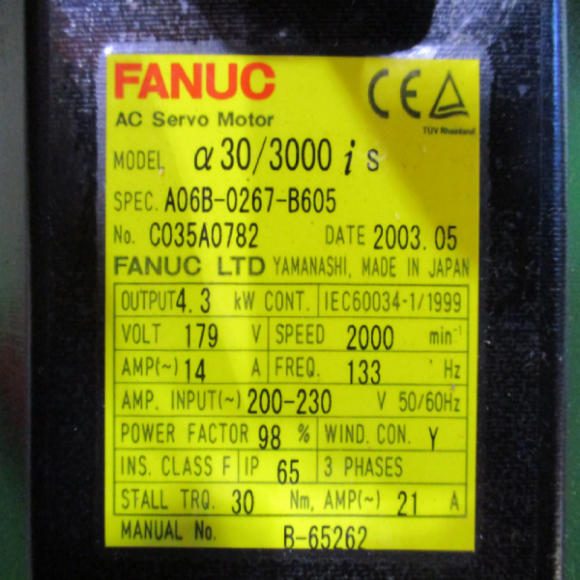 FANUC
CE
TÜV Rheinland
AC Servo Motor
MODEL α30/3000 i s
SPEC. A06B-0267-B605
No. C035A0782 DATE 2003.05
FANUC LTD YAMANASHI, MADE IN JAPAN
OUTPUT 4.3 kW CONT. IEC60034-1/1999
VOLT 179 V SPEED 2000 min⁻¹
AMP(~) 14 A FREQ. 133 Hz
AMP. INPUT(~) 200-230 V 50/60Hz
POWER FACTOR 98 % WIND. CON. Y
INS. CLASS F IP 65 3 PHASES
STALL TRQ. 30 Nm, AMP(~) 21 A
MANUAL No. B-65262